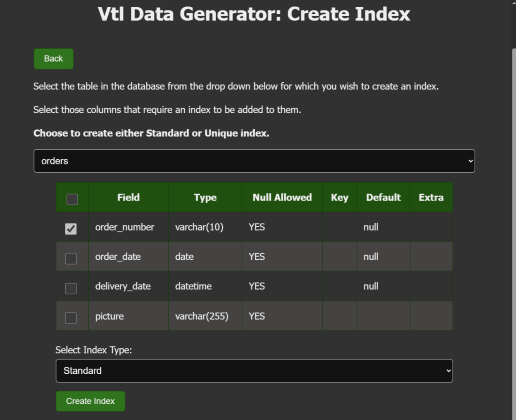 Vtl Data Generator: Create Index
Back
Select the table in the database from the drop down below for which you wish to create an index.
Select those columns that require an index to be added to them.
Choose to create either Standard or Unique index.
orders
Field Type Null Allowed Key Default Extra
order_number varchar(10) YES null
order_date date YES null
delivery_date datetime YES null
picture varchar(255) YES
Select Index Type:
Standard
Create Index